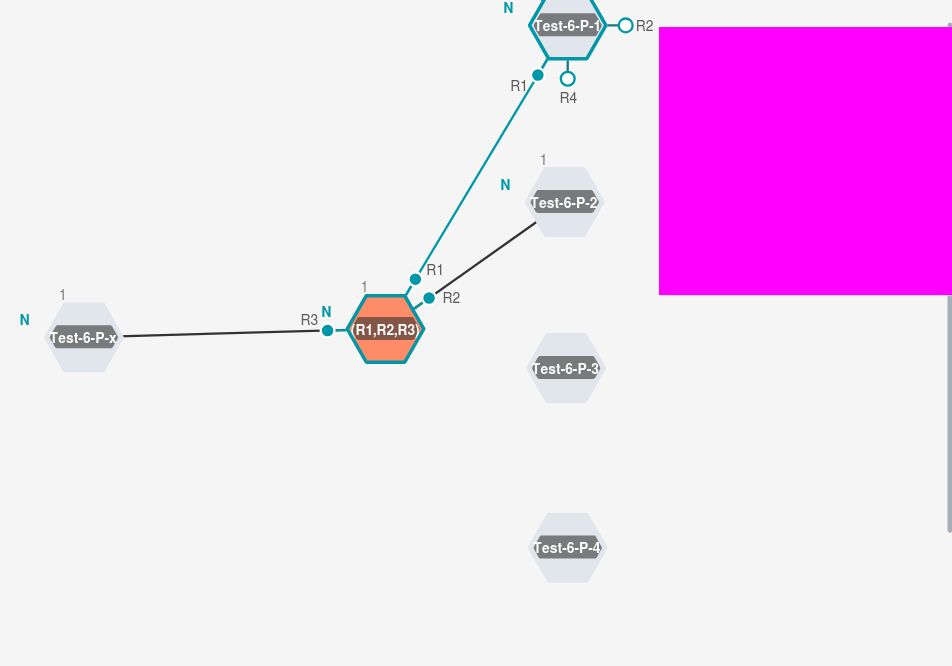 N
Test-6-P-1
R2
R1
R4
1
N
Test-6-P-2
R1
1
R2
1
N
R3
N
(R1,R2,R3)
Test-6-P-x
Test-6-P-3
Test-6-P-4